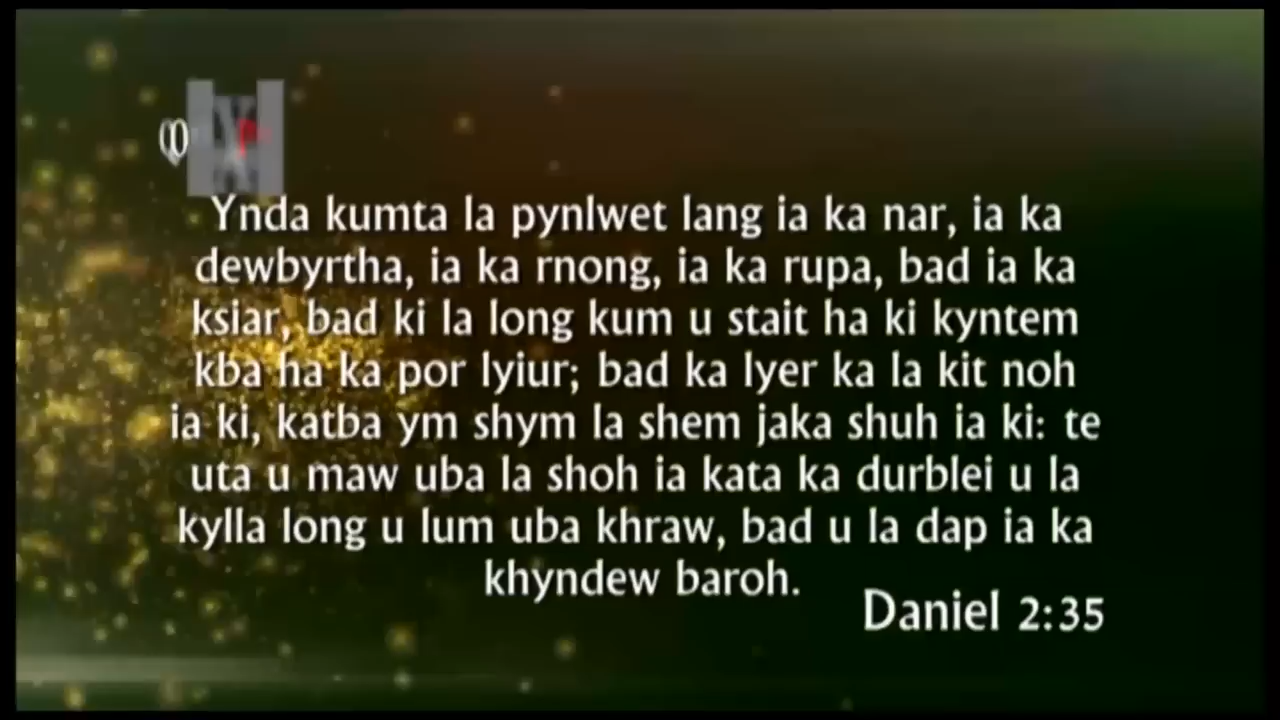 Ynda kumta la pynlwet lang ia ka nar, ia ka
dewbyrtha, ia ka rnong, ia ka rupa, bad ia ka
ksiar, bad ki la long kum u stait ha ki kyntem
kba ha ka por lyiur; bad ka lyer ka la kit noh
ia ki, katba ym shym la shem jaka shuh ia ki: te
uta u maw uba la shoh ia kata ka durblei u la
kylla long u lum uba khraw, bad u la dap ia ka
khyndew baroh.
Daniel 2:35